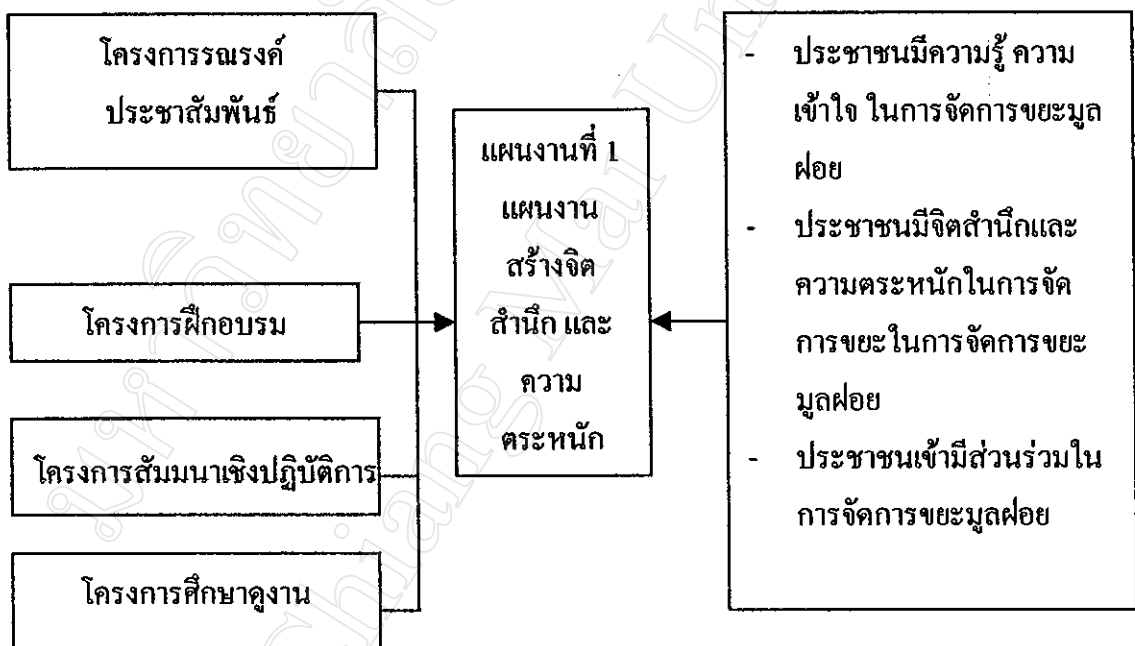 โครงการรณรงค์
ประชาสัมพันธ์
โครงการฝึกอบรม
โครงการสัมมนาเชิงปฏิบัติการ
โครงการศึกษาดูงาน
แผนงานที่ 1
แผนงาน
สร้างจิต
สำนึก และ
ความ
ตระหนัก
- ประชาชนมีความรู้ ความ
เข้าใจ ในการจัดการขยะมูล
ฝอย
- ประชาชนมีจิตสำนึกและ
ความตระหนักในการจัด
การขยะในการจัดการขยะ
มูลฝอย
- ประชาชนเข้ามีส่วนร่วมใน
การจัดการขยะมูลฝอย